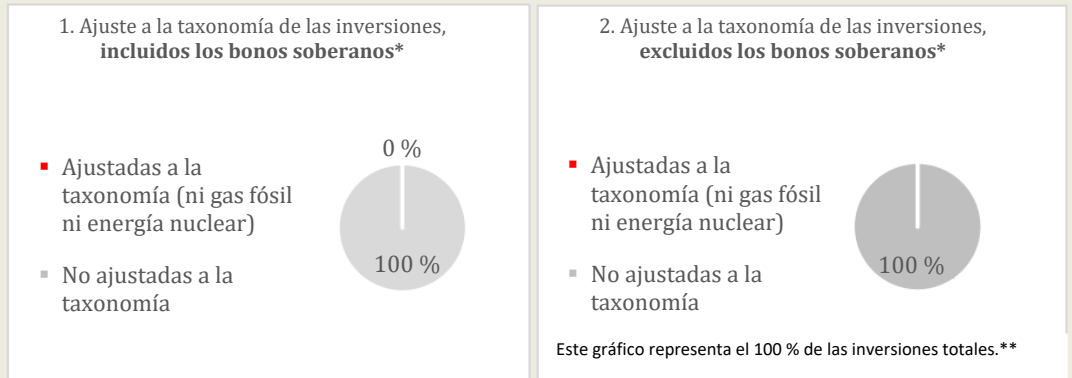 1. Ajuste a la taxonomía de las inversiones,
incluidos los bonos soberanos*
Ajustadas a la
taxonomía (ni gas fósil
ni energía nuclear)
No ajustadas a la
taxonomía
0 %
100 %
2. Ajuste a la taxonomía de las inversiones,
excluidos los bonos soberanos*
Ajustadas a la
taxonomía (ni gas fósil
ni energía nuclear)
No ajustadas a la
taxonomía
100 %
Este gráfico representa el 100 % de las inversiones totales.**